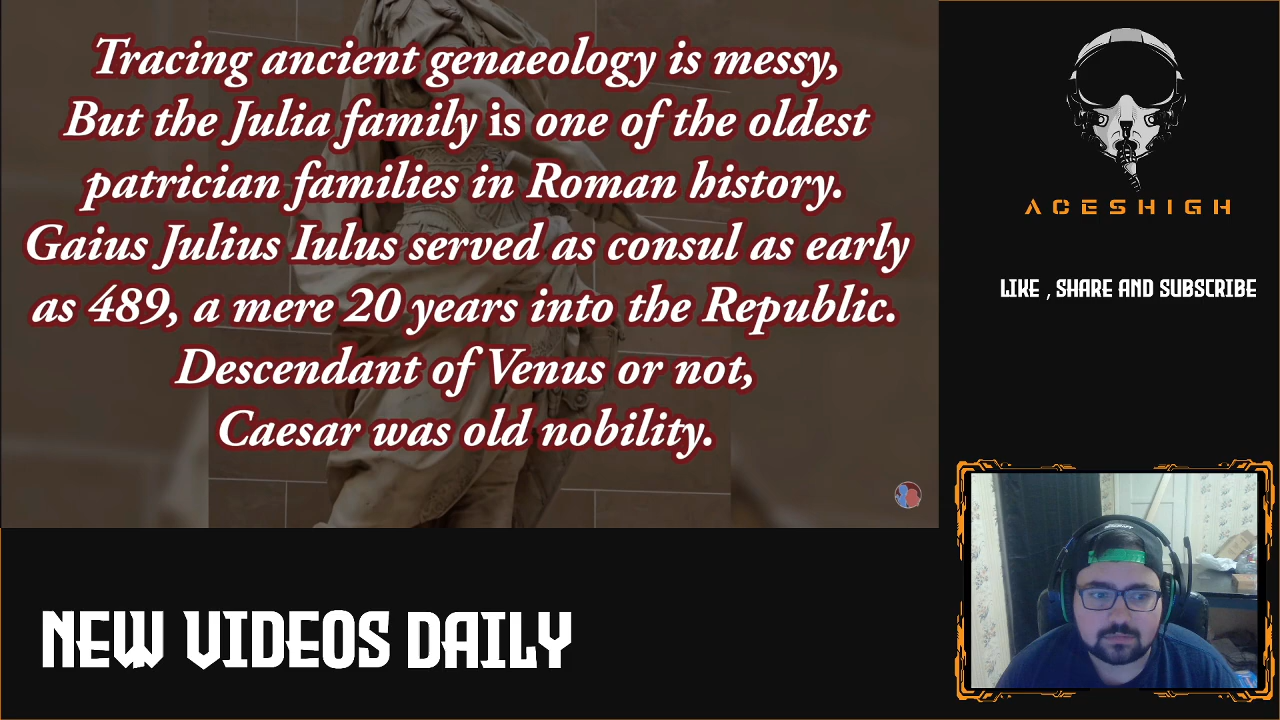 Tracing ancient genaeology is messy,
But the Julia family is one of the oldest
patrician families in Roman history.
Gaius Julius Iulus served as consul as early
as 489, a mere 20 years into the Republic.
Descendant of Venus or not,
Caesar was old nobility.
ACESHIGH
LIKE , SHARE AND SUBSCRIBE
NEW VIDEOS DAILY